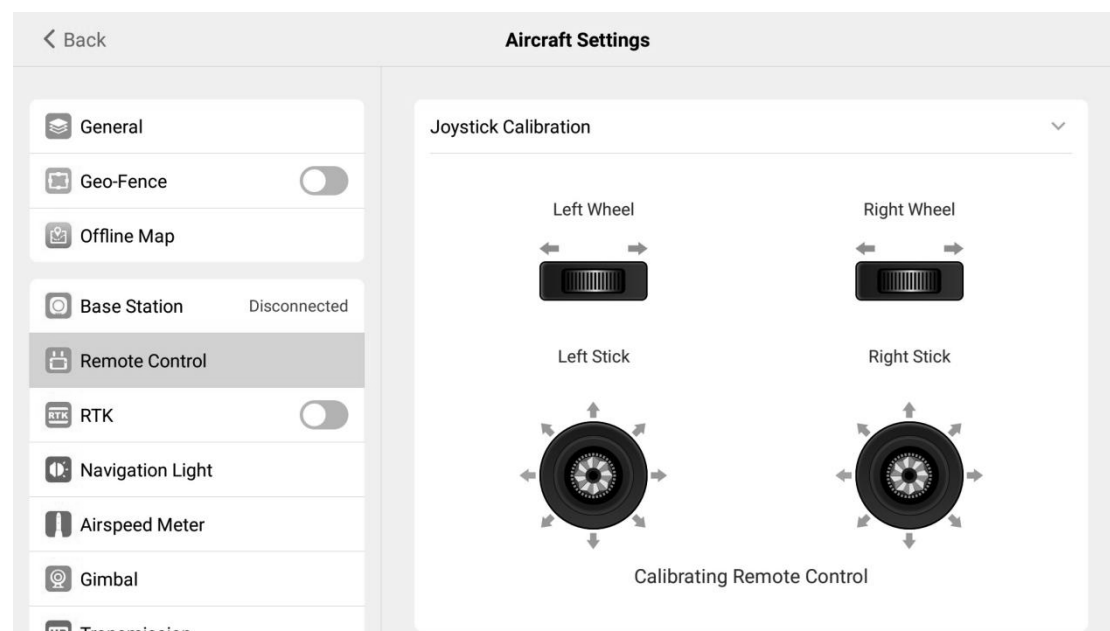 Back
Aircraft Settings
General
Geo-Fence
Offline Map
Base Station Disconnected
Remote Control
RTK RTK
Navigation Light
Airspeed Meter
Gimbal
Joystick Calibration
Left Wheel Right Wheel
Left Stick Right Stick
Calibrating Remote Control